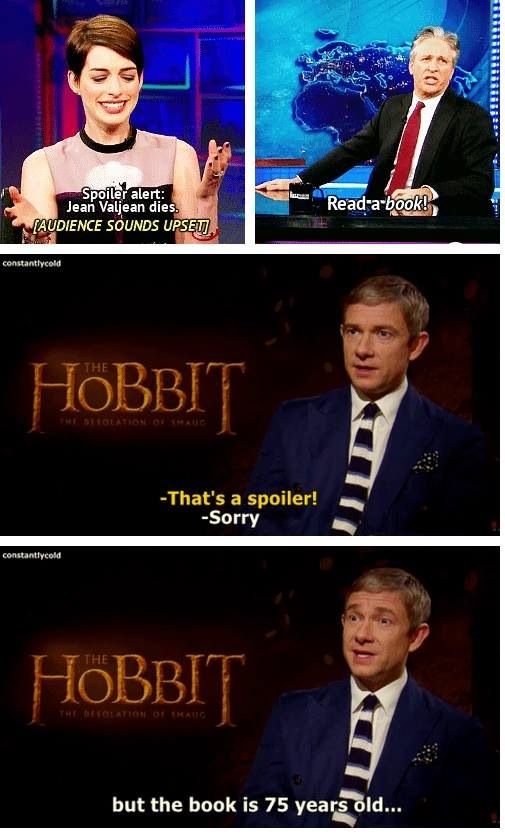 Spoiler alert:
Jean Valjean dies.
[AUDIENCE SOUNDS UPSET]
Read a book!
constantlycold
THE
HOBBIT
THE DESOLATION OF SMAUG
-That's a spoiler!
-Sorry
constantlycold
THE
HOBBIT
THE DESOLATION OF SMAUG
but the book is 75 years old...